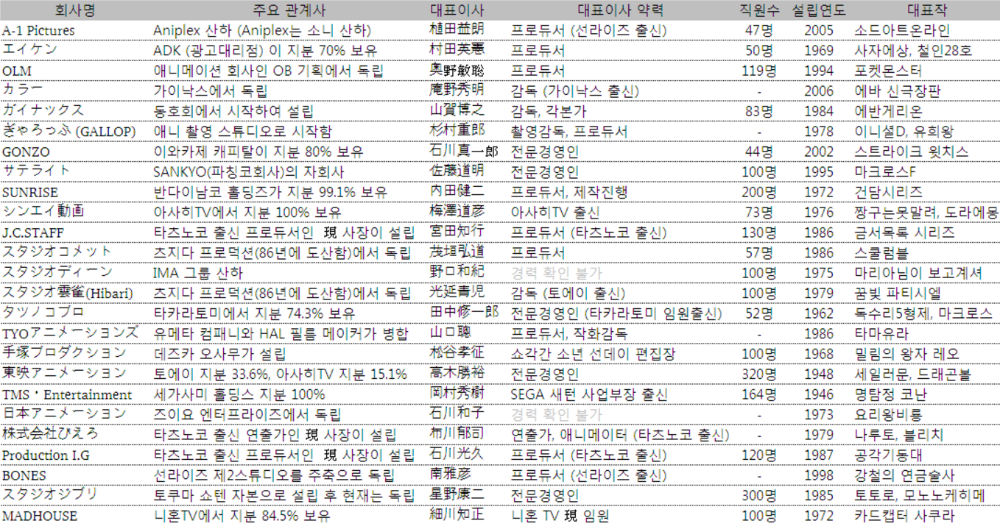 회사명 주요 관계사 대표이사 대표이사 약력 직원수 설립연도 대표작
A-1 Pictures Aniplex 산하 (Aniplex는 소니 산하) 植田益朗 프로듀서 (선라이즈 출신) 47명 2005 소드아트온라인
エイケン ADK (광고대리점) 이 지분 70% 보유 村田英憲 프로듀서 50명 1969 사자에상, 철인28호
OLM 애니메이션 회사인 OB 기획에서 독립 奥野敏聡 프로듀서 119명 1994 포켓몬스터
カラー 가이낙스에서 독립 庵野秀明 감독 (가이낙스 출신) - 2006 에바 신극장판
ガイナックス 동호회에서 시작하여 설립 山賀博之 감독, 각본가 83명 1984 에반게리온
ぎゃろっぷ (GALLOP) 애니 촬영 스튜디오로 시작함 杉村重郎 촬영감독, 프로듀서 - 1978 이니셜D, 유희왕
GONZO 이와카제 캐피탈이 지분 80% 보유 石川真一郎 전문경영인 44명 2002 스트라이크 윗치스
サテライト SANKYO(파칭코회사)의 자회사 佐藤道明 전문경영인 100명 1995 마크로스F
SUNRISE 반다이남코 홀딩즈가 지분 99.1% 보유 内田健二 프로듀서, 제작진행 200명 1972 건담시리즈
シンエイ動画 아사히TV에서 지분 100% 보유 梅澤道彦 아사히TV 출신 73명 1976 짱구는못말려, 도라에몽
J.C.STAFF 타츠노코 출신 프로듀서인 現 사장이 설립 宮田知行 프로듀서 (타츠노코 출신) 130명 1986 금서목록 시리즈
スタジオコメット 츠지다 프로덕션(86년에 도산함)에서 독립 茂垣弘道 프로듀서 57명 1986 스쿨럼블
スタジオディーン IMA 그룹 산하 野口和紀 경력 확인 불가 100명 1975 마리아님이 보고계셔
スタジオ雲雀(Hibari) 츠지다 프로덕션(86년에 도산함)에서 독립 光延青児 감독 (토에이 출신) 100명 1979 꿈빛 파티시엘
タツノコプロ 타카라토미에서 지분 74.3% 보유 田中修一郎 전문경영인 (타카라토미 임원출신) 52명 1962 독수리5형제, 마크로스
TYOアニメーションズ 유메타 컴패니와 HAL 필름 메이커가 병합 山口聰 프로듀서, 작화감독 - 1986 타마유라
手塚プロダクション 데즈카 오사무가 설립 松谷孝征 쇼각간 소년 선데이 편집장 100명 1968 밀림의 왕자 레오
東映アニメーション 토에이 지분 33.6%, 아사히TV 지분 15.1% 高木勝裕 전문경영인 320명 1948 세일러문, 드래곤볼
TMS・Entertainment 세가사미 홀딩스 지분 100% 岡村秀樹 SEGA 새턴 사업부장 출신 164명 1946 명탐정 코난
日本アニメーション 즈이요 엔터프라이즈에서 독립 石川和子 경력 확인 불가 - 1973 요리왕비룡
株式会社ぴえろ 타츠노코 출신 연출가인 現 사장이 설립 布川郁司 연출가, 애니메이터 (타츠노코 출신) - 1979 나루토, 블리치
Production I.G 타츠노코 출신 프로듀서인 現 사장이 설립 石川光久 프로듀서 (타츠노코 출신) 120명 1987 공각기동대
BONES 선라이즈 제2스튜디오를 주축으로 독립 南雅彦 프로듀서 (선라이즈 출신) - 1998 강철의 연금술사
スタジオジブリ 토쿠마 쇼텐 자본으로 설립 후 현재는 독립 星野康二 전문경영인 300명 1985 토토로, 모노노케히메
MADHOUSE 니혼TV에서 지분 84.5% 보유 細川知正 니혼 TV 現 임원 100명 1972 카드캡터 사쿠라